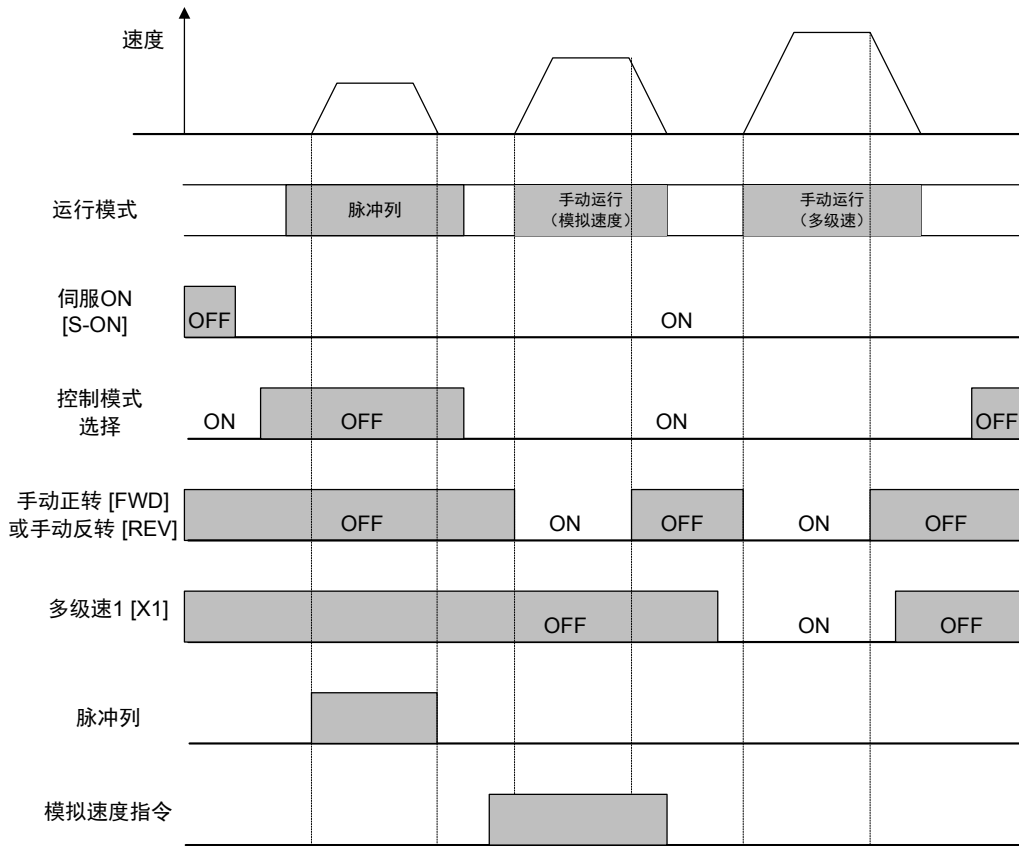 速度
运行模式
脉冲列
手动运行
（模拟速度）
手动运行
（多级速）
伺服ON
[S-ON]
OFF
ON
控制模式
选择
ON
OFF
ON
OFF
手动正转 [FWD]
或手动反转 [REV]
OFF
ON
OFF
ON
OFF
多级速1 [X1]
OFF
ON
OFF
脉冲列
模拟速度指令